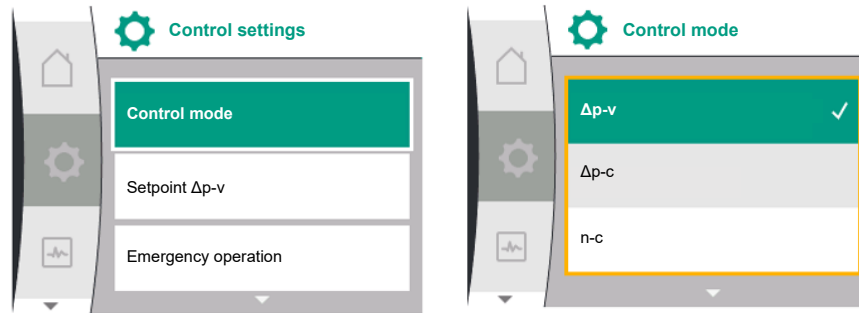 Control settings
Control mode
Setpoint Δp-v
Emergency operation
Control mode
Δp-v
Δp-c
n-c